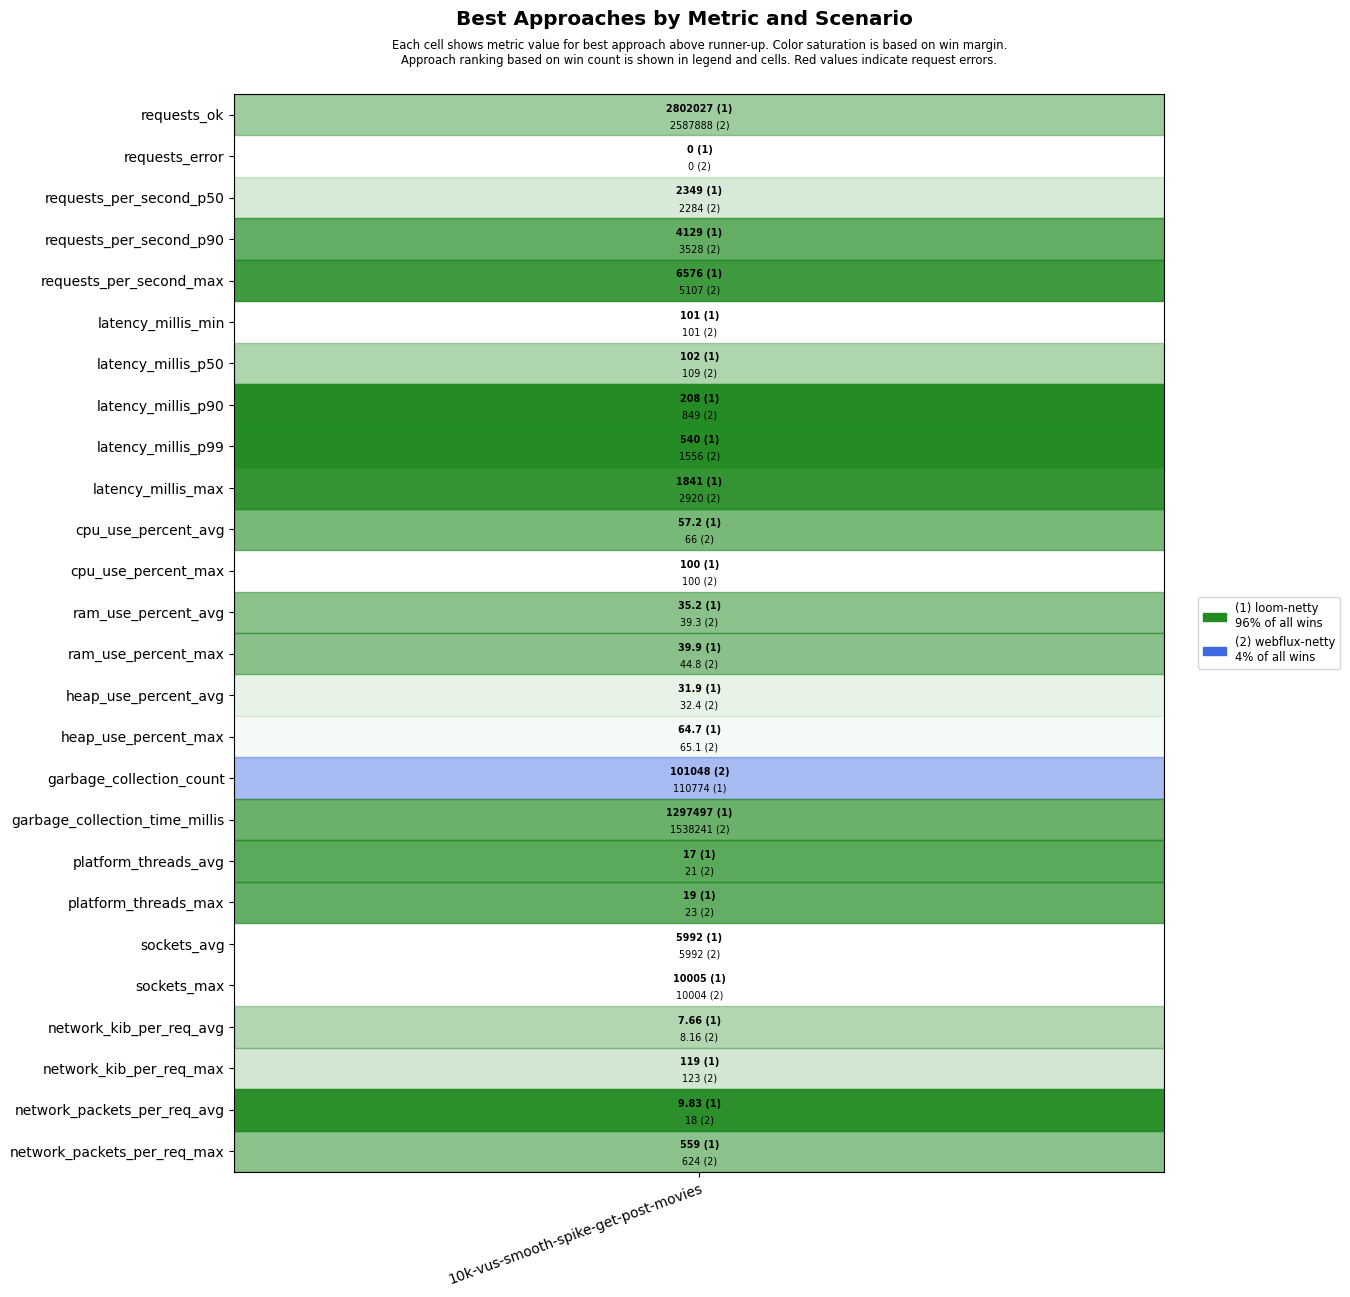 Best Approaches by Metric and Scenario
Each cell shows metric value for best approach above runner-up. Color saturation is based on win margin.
Approach ranking based on win count is shown in legend and cells. Red values indicate request errors.
requests_ok
2802027 (1)
2587888 (2)
requests_error
0 (1)
0 (2)
requests_per_second_p50
2349 (1)
2284 (2)
requests_per_second_p90
4129 (1)
3528 (2)
requests_per_second_max
6576 (1)
5107 (2)
latency_millis_min
101 (1)
101 (2)
latency_millis_p50
102 (1)
109 (2)
latency_millis_p90
208 (1)
849 (2)
latency_millis_p99
540 (1)
1556 (2)
latency_millis_max
1841 (1)
2920 (2)
cpu_use_percent_avg
57.2 (1)
66 (2)
cpu_use_percent_max
100 (1)
100 (2)
ram_use_percent_avg
35.2 (1)
39.3 (2)
ram_use_percent_max
39.9 (1)
44.8 (2)
heap_use_percent_avg
31.9 (1)
32.4 (2)
heap_use_percent_max
64.7 (1)
65.1 (2)
garbage_collection_count
101048 (2)
110774 (1)
garbage_collection_time_millis
1297497 (1)
1538241 (2)
platform_threads_avg
17 (1)
21 (2)
platform_threads_max
19 (1)
23 (2)
sockets_avg
5992 (1)
5992 (2)
sockets_max
10005 (1)
10004 (2)
network_kib_per_req_avg
7.66 (1)
8.16 (2)
network_kib_per_req_max
119 (1)
123 (2)
network_packets_per_req_avg
9.83 (1)
18 (2)
network_packets_per_req_max
559 (1)
624 (2)
10k-vus-smooth-spike-get-post-movies
(1) loom-netty
96% of all wins
(2) webflux-netty
4% of all wins